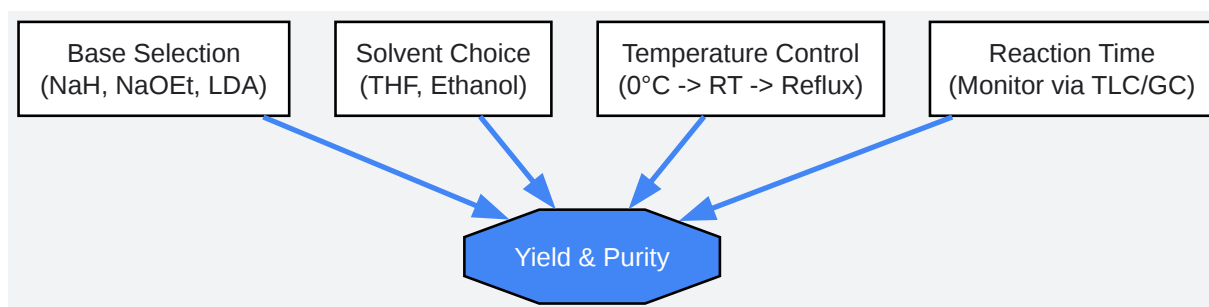 Base Selection
(NaH, NaOEt, LDA)
Solvent Choice
(THF, Ethanol)
Temperature Control
(0°C -> RT -> Reflux)
Reaction Time
(Monitor via TLC/GC)
Yield & Purity